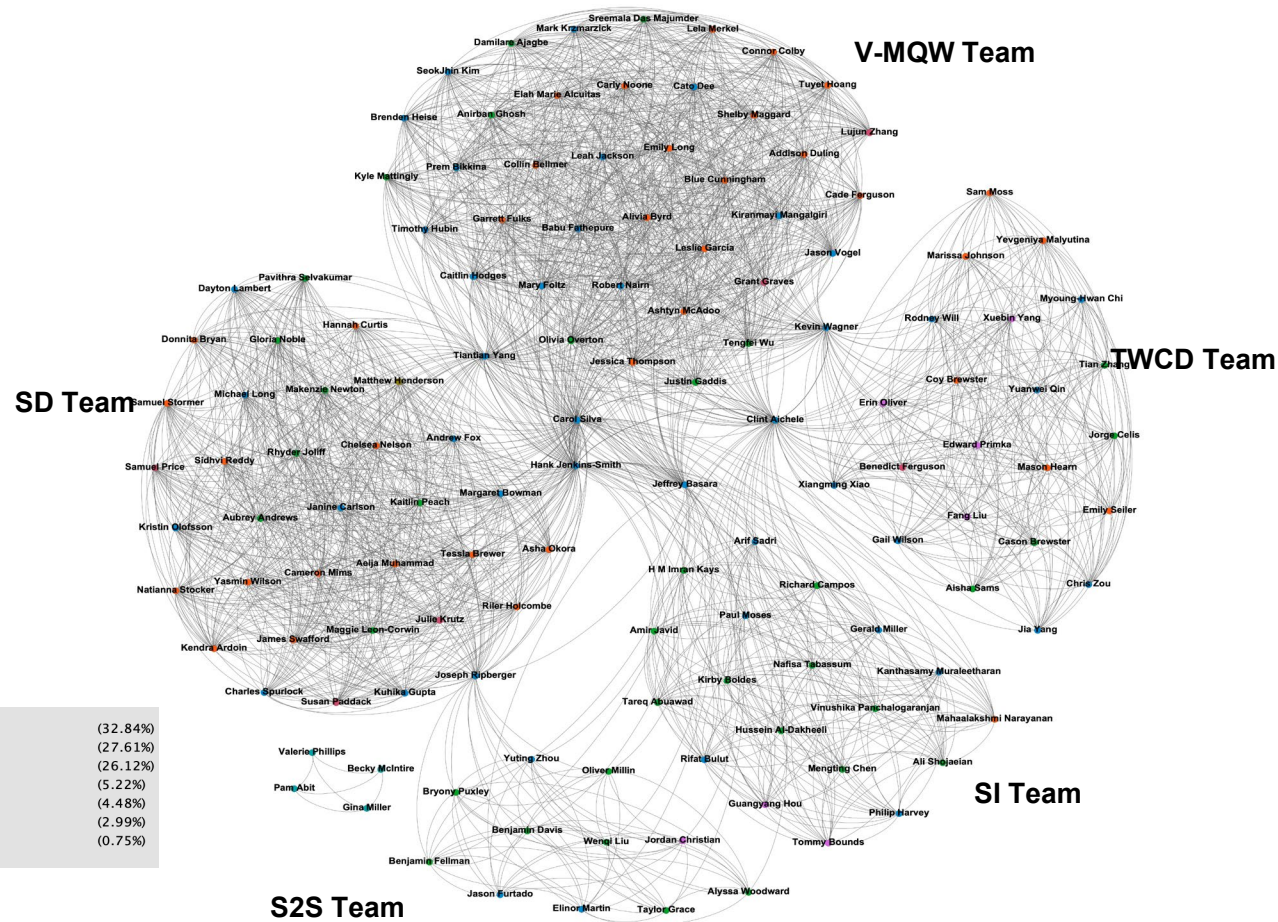 Sreemala Das Majumder
Mark Krzmarzick
Lela Merkel
Damilare Ajagbe
Connor Colby
V-MQW Team
SeokJhin Kim
Carly Noone
Cato Dee
Tuyet Hoang
Elah Marie Alcuitas
Brenden Heise
Anirban Ghosh
Shelby Maggard
Lujun Zhang
Emily Long
Leah Jackson
Addison Duling
Prem Bikkina
Collin Bellmer
Kyle Mattingly
Blue Cunningham
Sam Moss
Cade Ferguson
Garrett Fulks
Alivia Byrd
Kiranmayi Mangalgiri
Timothy Hubin
Babu Fathepure
Yevgeniya Malyutina
Leslie Garcia
Jason Vogel
Marissa Johnson
Pavithra Selvakumar
Caitlin Hodges
Dayton Lambert
Mary Foltz
Robert Nairn
Grant Graves
Myoung-Hwan Chi
Ashtyn McAdoo
Rodney Will
Xuebin Yang
Hannah Curtis
Kevin Wagner
Donnita Bryan
Gloria Noble
Olivia Overton
Tengfei Wu
Tiantian Yang
Jessica Thompson
Tian Zhang
TWCD Team
Matthew Henderson
Justin Gaddis
Coy Brewster
Makenzie Newton
Yuanwei Qin
Michael Long
SD Team
Samuel Stormer
Erin Oliver
Carol Silva
Clint Aichele
Andrew Fox
Jorge Celis
Chelsea Nelson
Edward Primka
Rhyder Joliff
Sidhvi Reddy
Hank Jenkins-Smith
Samuel Price
Benedict Ferguson
Mason Hearn
Jeffrey Basara
Xiangming Xiao
Margaret Bowman
Kaitlin Peach
Janine Carlson
Emily Seiler
Aubrey Andrews
Fang Liu
Kristin Olofsson
Arif Sadri
Gail Wilson
Cason Brewster
Asha Okora
Tessla Brewer
Aeija Muhammad
H M Imran Kays
Cameron Mims
Yasmin Wilson
Richard Campos
Chris Zou
Natianna Stocker
Aisha Sams
Riler Holcombe
Paul Moses
Julie Krutz
Maggie Leon-Corwin
Amir Javid
Gerald Miller
Jia Yang
James Swafford
Kendra Ardoin
Nafisa Tabassum
Joseph Ripberger
Kanthasamy Muraleetharan
Kirby Boldes
Charles Spurlock
Kuhika Gupta
Susan Paddack
Tareq Abuawad
Vinushika Panchalogaranjan
Mahaalakshmi Narayanan
(32.84%)
Hussein Al-Dakheeli
(27.61%)
Valerie Phillips
Yuting Zhou
Rifat Bulut
Ali Shojaeian
(26.12%)
Becky McIntire
Oliver Millin
Mengting Chen
(5.22%)
Pam Abit
Bryony Puxley
SI Team
(4.48%)
Gina Miller
Guangyang Hou
Philip Harvey
(2.99%)
Benjamin Davis
(0.75%)
Wenqi Liu
Jordan Christian
Tommy Bounds
Benjamin Fellman
Jason Furtado
Alyssa Woodward
S2S Team
Elinor Martin
Taylor Grace